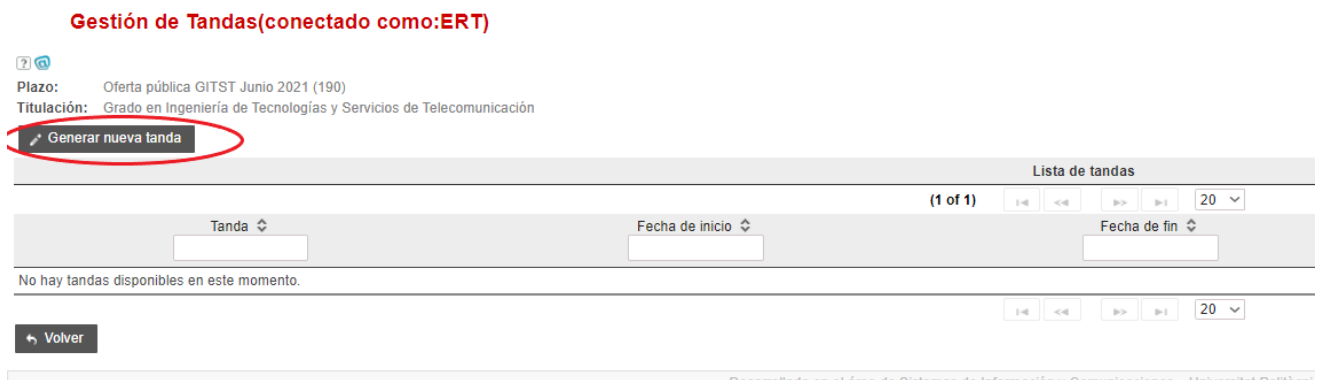 Gestión de Tandas(conectado como:ERT)
Plazo: Oferta pública GITST Junio 2021 (190)
Titulación: Grado en Ingeniería de Tecnologías y Servicios de Telecomunicación
Generar nueva tanda
Lista de tandas
(1 of 1) 20
Tanda Fecha de inicio Fecha de fin
No hay tandas disponibles en este momento.
20
Volver